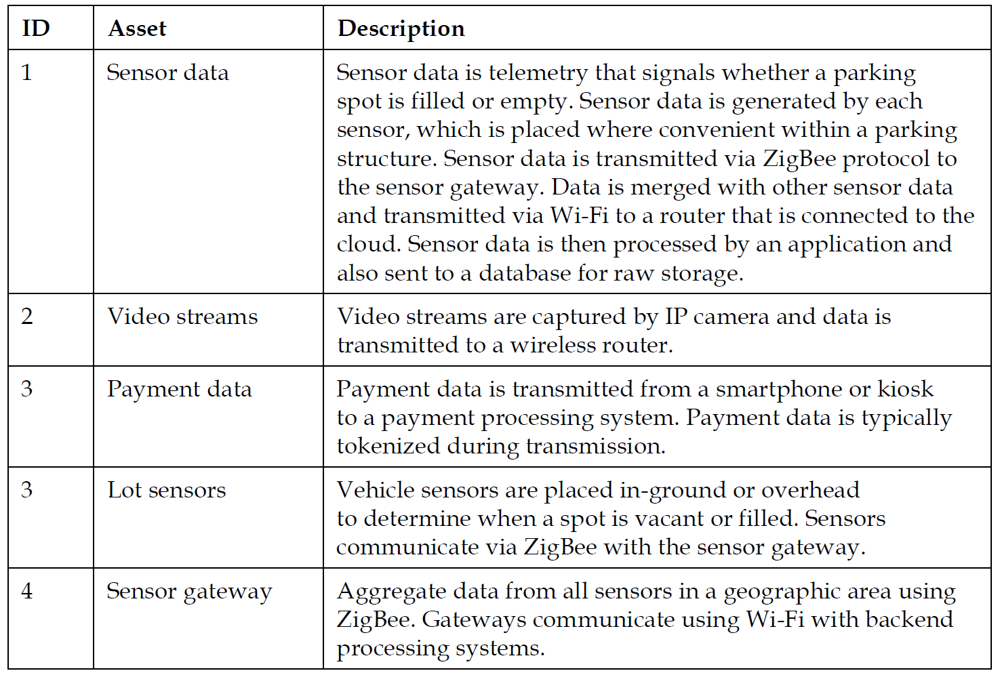 ID Asset Description
1 Sensor data Sensor data is telemetry that signals whether a parking
spot is filled or empty. Sensor data is generated by each
sensor, which is placed where convenient within a parking
structure. Sensor data is transmitted via ZigBee protocol to
the sensor gateway. Data is merged with other sensor data
and transmitted via Wi-Fi to a router that is connected to the
cloud. Sensor data is then processed by an application and
also sent to a database for raw storage.
2 Video streams Video streams are captured by IP camera and data is
transmitted to a wireless router.
3 Payment data Payment data is transmitted from a smartphone or kiosk
to a payment processing system. Payment data is typically
tokenized during transmission.
3 Lot sensors Vehicle sensors are placed in-ground or overhead
to determine when a spot is vacant or filled. Sensors
communicate via ZigBee with the sensor gateway.
4 Sensor gateway Aggregate data from all sensors in a geographic area using
ZigBee. Gateways communicate using Wi-Fi with backend
processing systems.